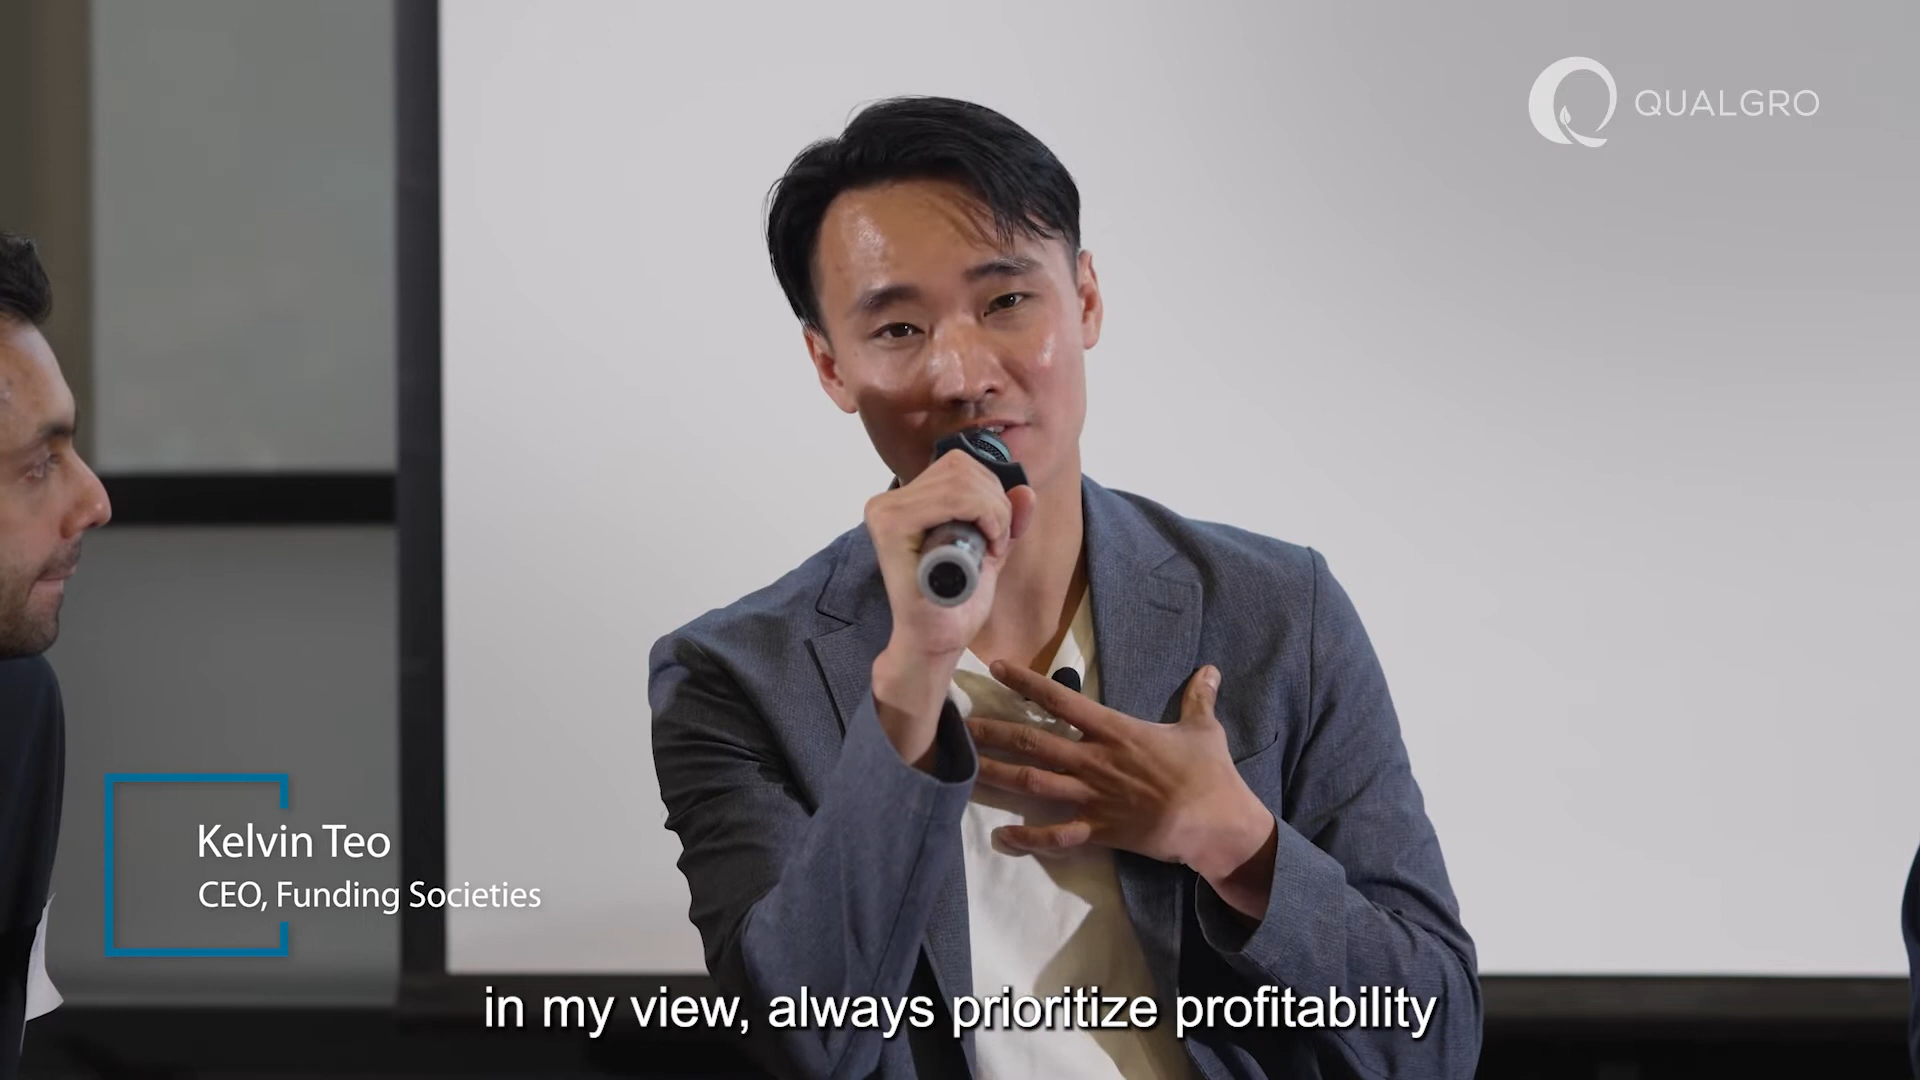 QUALGRO
Kelvin Teo
CEO, Funding Societies
in my view, always prioritize profitability